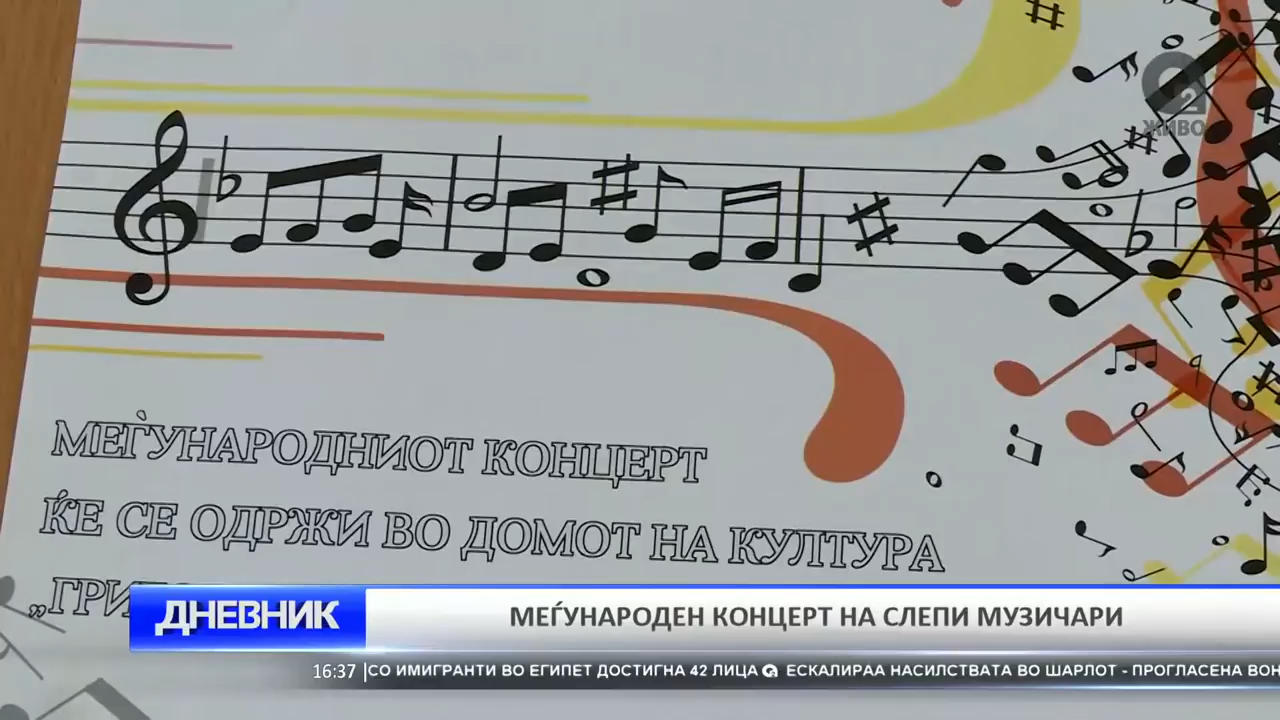 2
ЖИВО
МЕЃУНАРОДНИОТ КОНЦЕРТ
ЌЕ СЕ ОДРЖИ ВО ДОМОТ НА КУЛТУРА
ДНЕВНИК
МЕЃУНАРОДЕН КОНЦЕРТ НА СЛЕПИ МУЗИЧАРИ
16:37 СО ИМИГРАНТИ ВО ЕГИПЕТ ДОСТИГНА 42 ЛИЦА ЕСКАЛИРАА НАСИЛСТВАТА ВО ШАРЛОТ - ПРОГЛАСЕНА